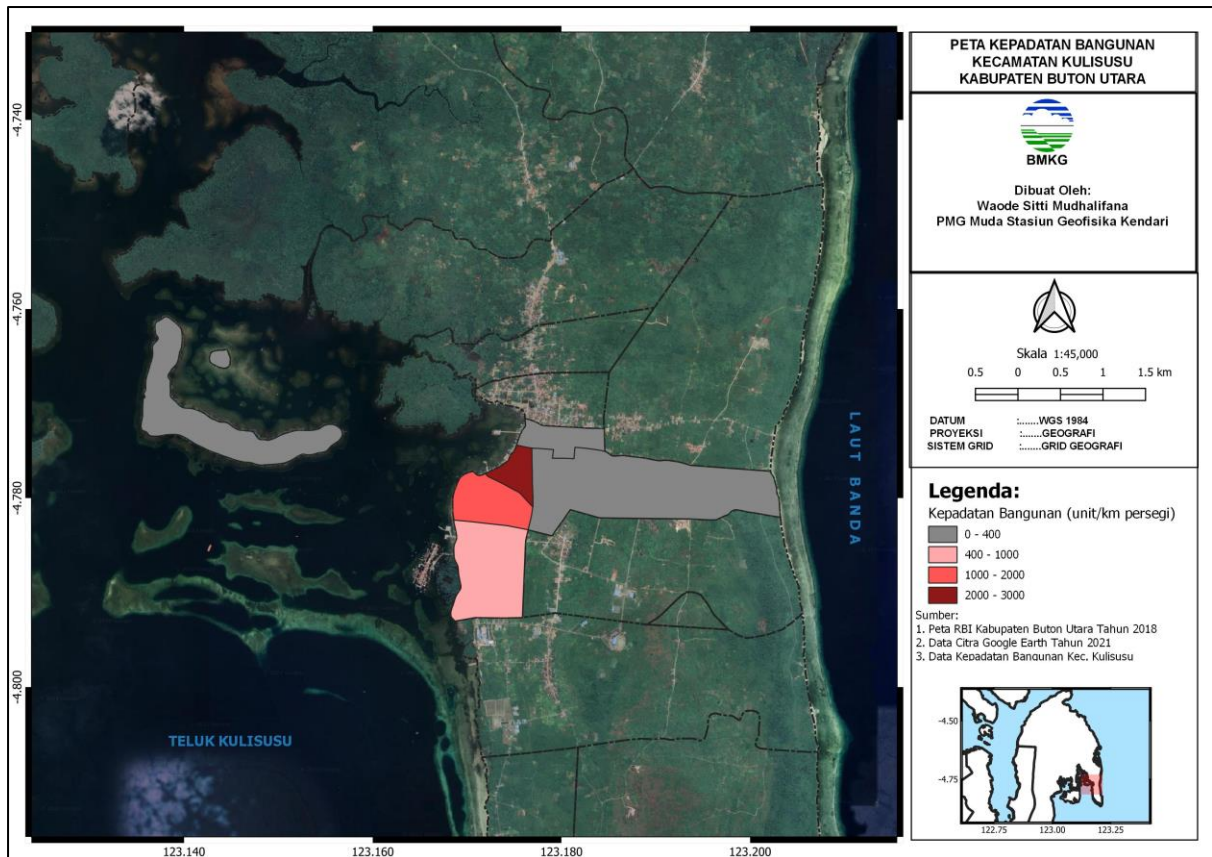 PETA KEPADATAN BANGUNAN
KECAMATAN KULISUSU
KABUPATEN BUTON UTARA
BMKG
Dibuat Oleh:
Waode Sitti Mudhalifana
PMG Muda Stasiun Geofisika Kendari
Skala 1:45,000
0.5 0 0.5 1 1.5 km
DATUM :......WGS 1984
PROYEKSI :......GEOGRAFI
SISTEM GRID :......GRID GEOGRAFI
Legenda:
Kepadatan Bangunan (unit/km persegi)
0 - 400
400 - 1000
1000 - 2000
2000 - 3000
Sumber:
1. Peta RBI Kabupaten Buton Utara Tahun 2018
2. Data Citra Google Earth Tahun 2021
3. Data Kepadatan Bangunan Kec. Kulisusu
-4.50
-4.75
122.75 123.00 123.25
-4.740
-4.760
-4.780
-4.800
LAUT BANDA
TELUK KULISUSU
123.140 123.160 123.180 123.200